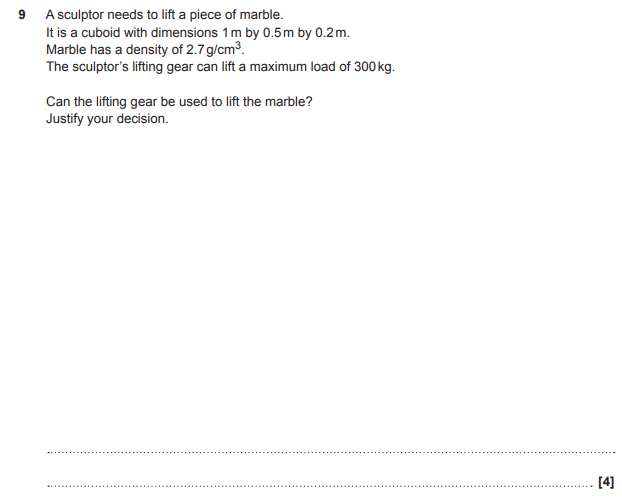 9 A sculptor needs to lift a piece of marble.
It is a cuboid with dimensions 1 m by 0.5 m by 0.2 m.
Marble has a density of 2.7 g/cm³.
The sculptor's lifting gear can lift a maximum load of 300 kg.
Can the lifting gear be used to lift the marble?
Justify your decision.
[4]